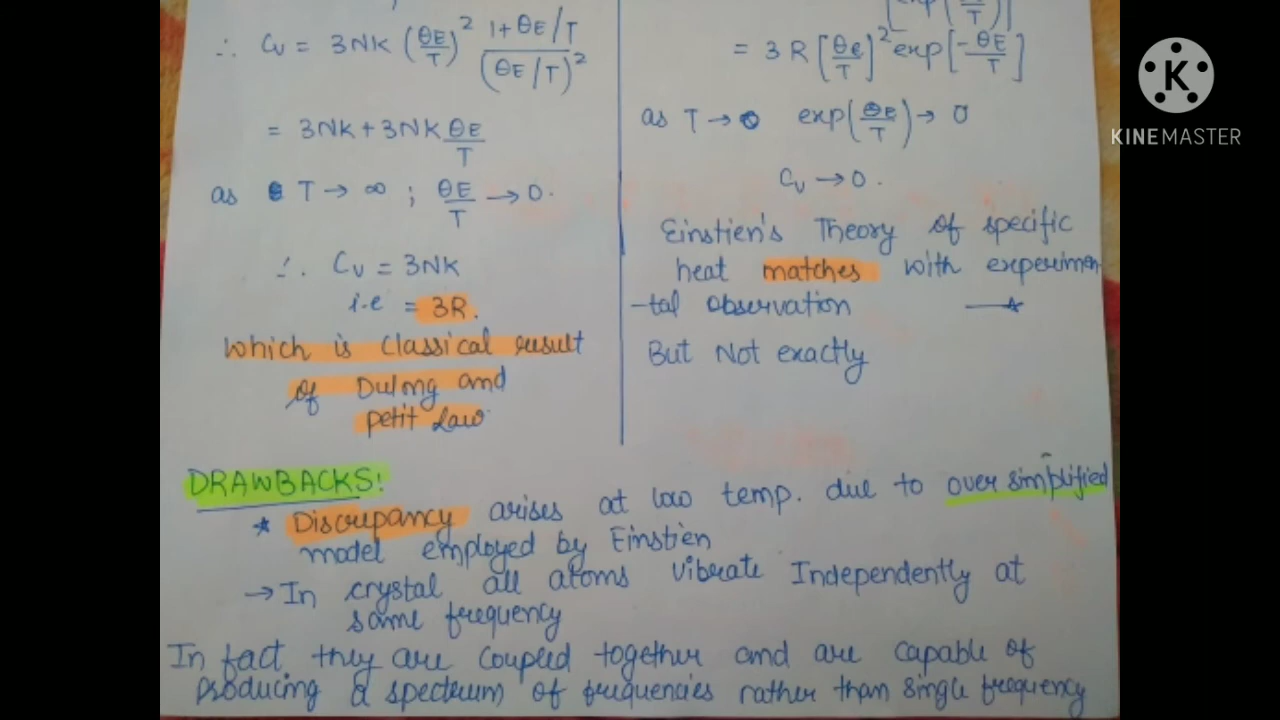 ∴ Cv = 3NK (θE/T)² 1+θE/T / (θE/T)²
= 3NK + 3NK θE/T
as T → ∞ ; θE/T → 0.
∴ Cv = 3NK
i.e = 3R.
which is classical result
of Dulong and
petit Law
= 3R [θe/T]² exp[-θE/T]
as T → 0 exp(θE/T) → 0
Cv → 0.
Einstien's Theory of specific
heat matches with experimen-
-tal observation
But Not exactly
DRAWBACKS:
* Discrepancy arises at low temp. due to over simplified
model employed by Einstien
→ In crystal all atoms vibrate Independently at
same frequency
In fact they are coupled together and are capable of
producing a spectrum of frequencies rather than single frequency
K
KINEMASTER